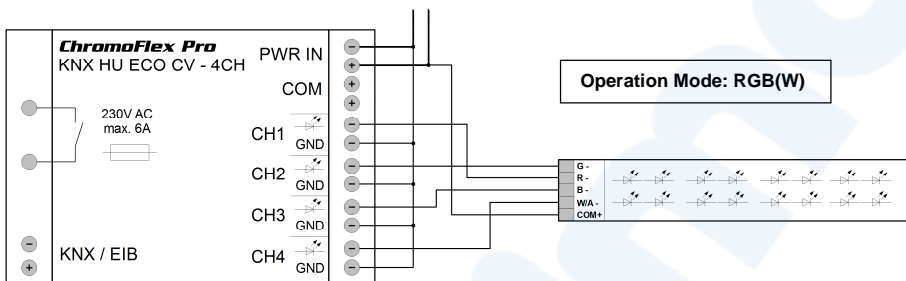 ChromoFlex Pro
KNX HU ECO CV - 4CH
PWR IN
-
+
COM
+
+
230V AC
max. 6A
CH1
-
GND
-
CH2
-
GND
-
CH3
-
GND
-
CH4
-
GND
-
-
+
KNX / EIB
Operation Mode: RGB(W)
G -
R -
B -
W/A -
COM+